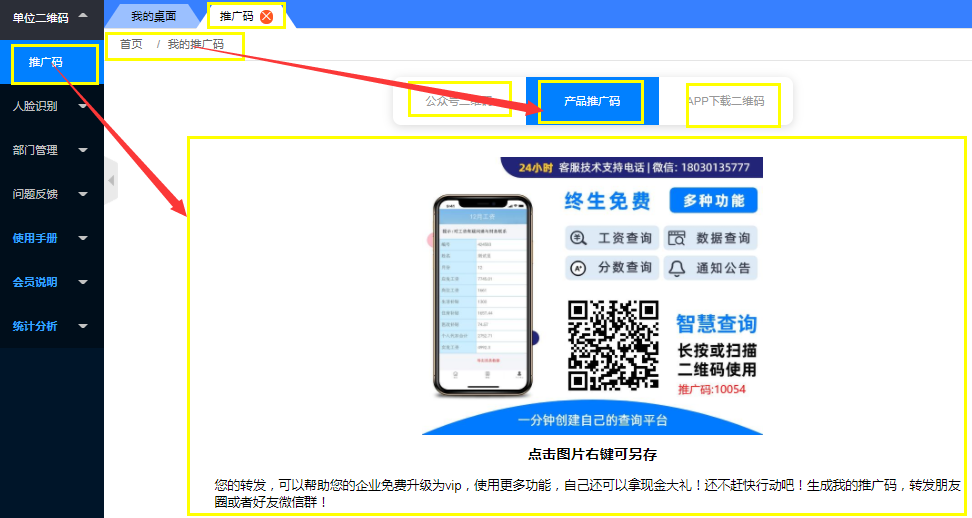 单位二维码
推广码
人脸识别
部门管理
问题反馈
使用手册
会员说明
统计分析
我的桌面
推广码
首页 / 我的推广码
公众号二维码
产品推广码
APP下载二维码
24小时 客服技术支持电话|微信：18030135777
终生免费 多种功能
工资查询 数据查询
分数查询 通知公告
10月工资
智慧查询
长按或扫描
二维码使用
推广码:10054
一分钟创建自己的查询平台
点击图片右键可另存
您的转发，可以帮助您的企业免费升级为vip，使用更多功能，自己还可以拿现金大礼！还不赶快行动吧！生成我的推广码，转发朋友
圈或者好友微信群！